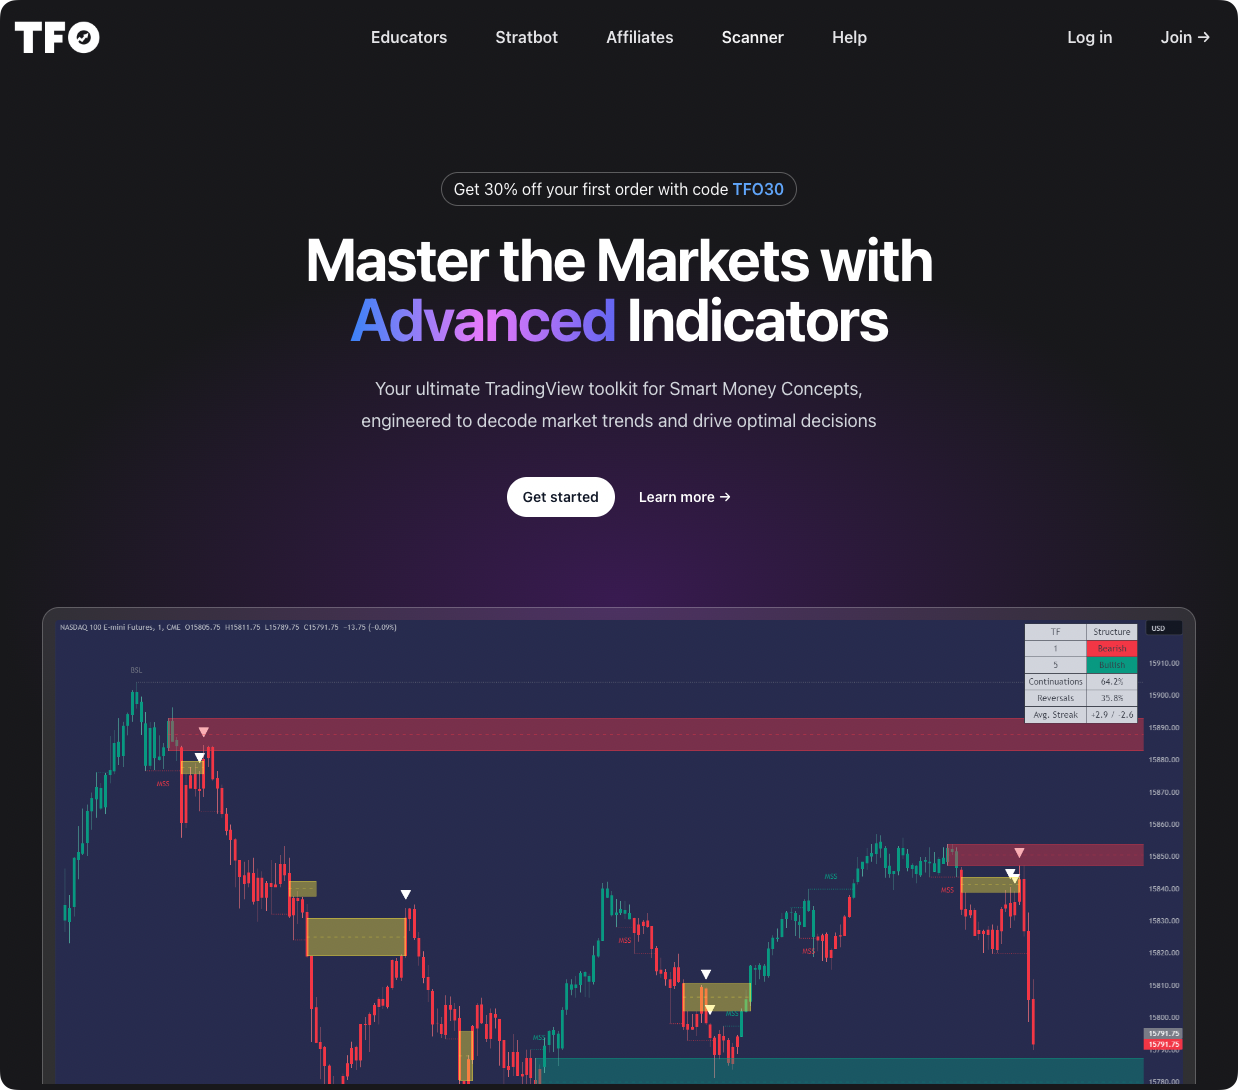 TFO
Educators
Stratbot
Affiliates
Scanner
Help
Log in
Join →
Get 30% off your first order with code TFO30
Master the Markets with
Advanced Indicators
Your ultimate TradingView toolkit for Smart Money Concepts,
engineered to decode market trends and drive optimal decisions
Get started
Learn more →
NASDAQ 100 E-mini Futures, 1, CME O15805.75 H15811.75 L15789.75 C15791.75 -13.75 (-0.09%)
TF Structure
1 Bearish
5 Bullish
Continuations 64.2%
Reversals 35.8%
Avg. Streak +2.9 / -2.6
USD
BSL
MSS
MSS
MSS
MSS
MSS
MSS
MSS
15910.00
15900.00
15890.00
15880.00
15870.00
15860.00
15850.00
15840.00
15830.00
15820.00
15810.00
15800.00
15791.75
15791.75
15780.00